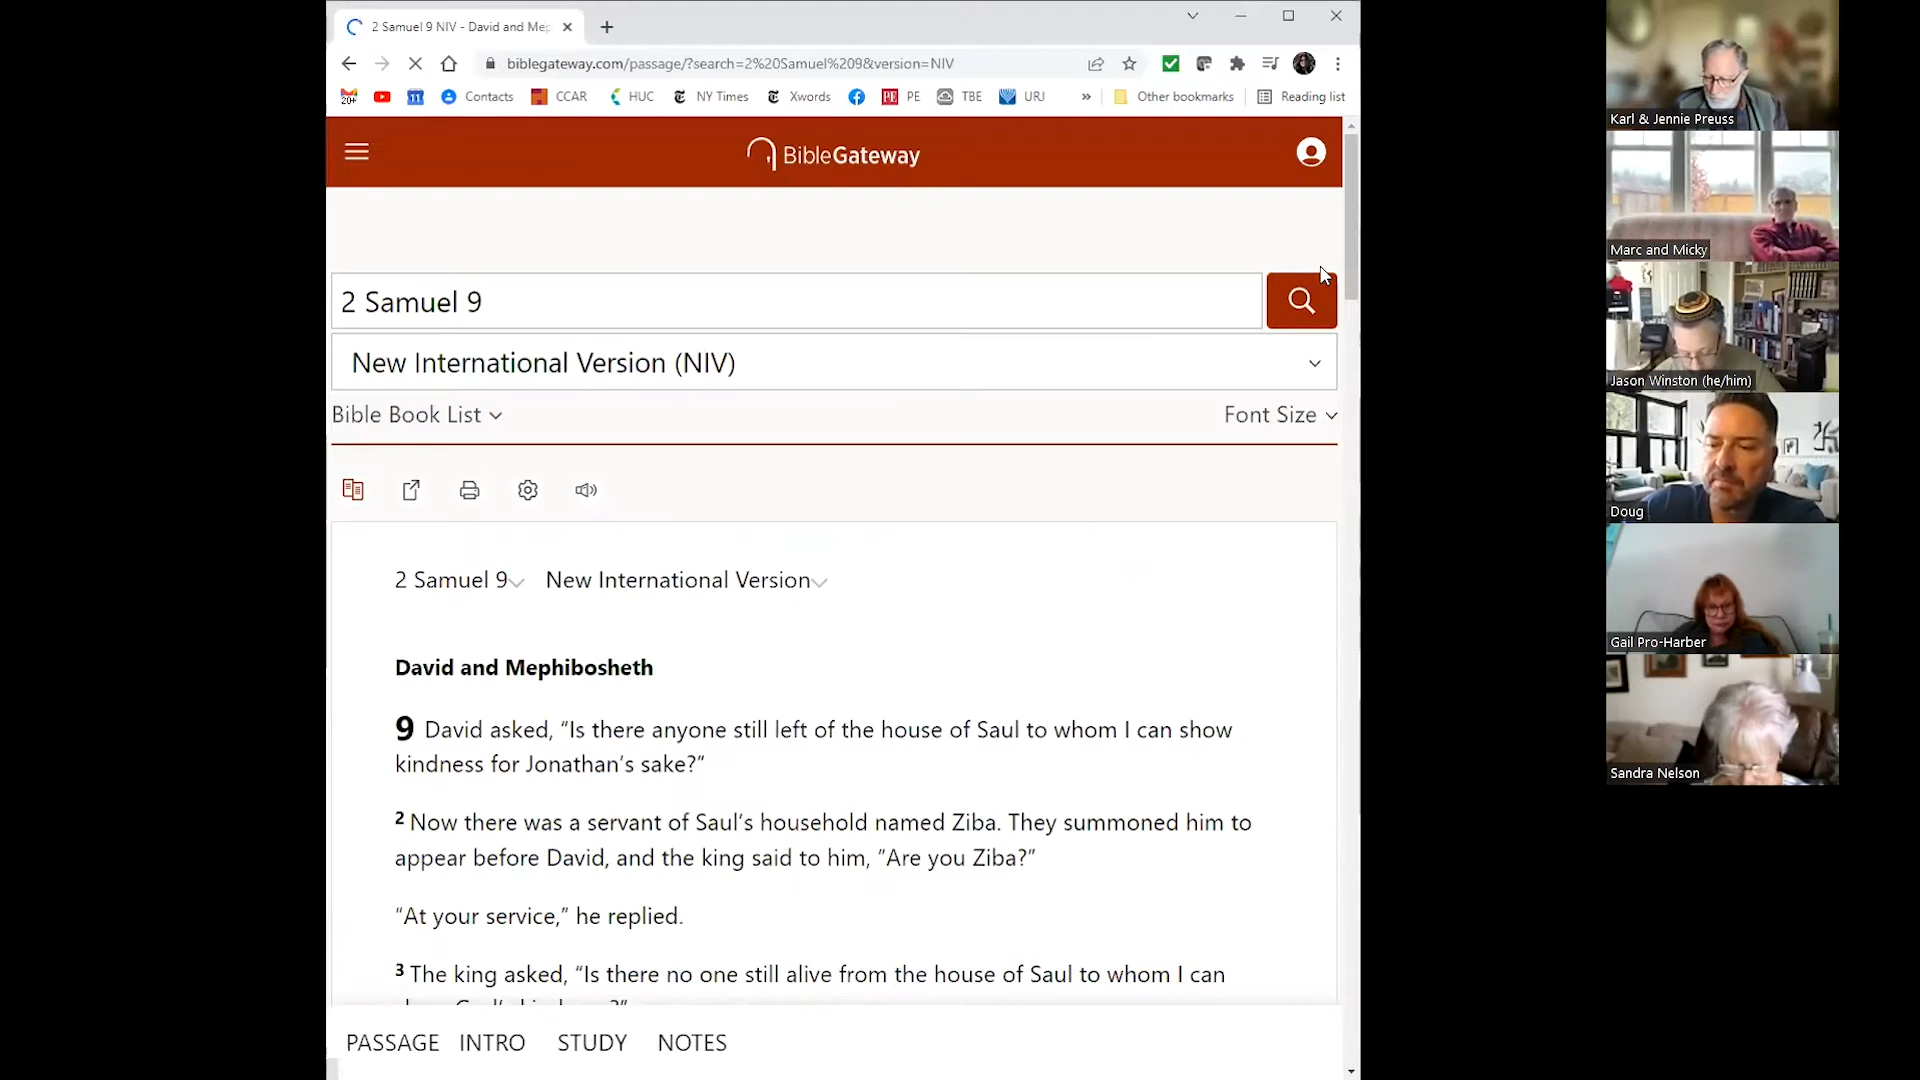 2 Samuel 9 NIV - David and Mep
biblegateway.com/passage/?search=2%20Samuel%209&version=NIV
20+
11
Contacts
CCAR
HUC
NY Times
Xwords
PE
PE
TBE
URJ
Other bookmarks
Reading list
BibleGateway
2 Samuel 9
New International Version (NIV)
Bible Book List
Font Size
2 Samuel 9 New International Version
David and Mephibosheth
9 David asked, “Is there anyone still left of the house of Saul to whom I can show
kindness for Jonathan’s sake?”
2 Now there was a servant of Saul’s household named Ziba. They summoned him to
appear before David, and the king said to him, “Are you Ziba?”
“At your service,” he replied.
3 The king asked, “Is there no one still alive from the house of Saul to whom I can
PASSAGE INTRO STUDY NOTES
Karl & Jennie Preuss
Marc and Micky
Jason Winston (he/him)
Doug
Gail Pro-Harber
Sandra Nelson